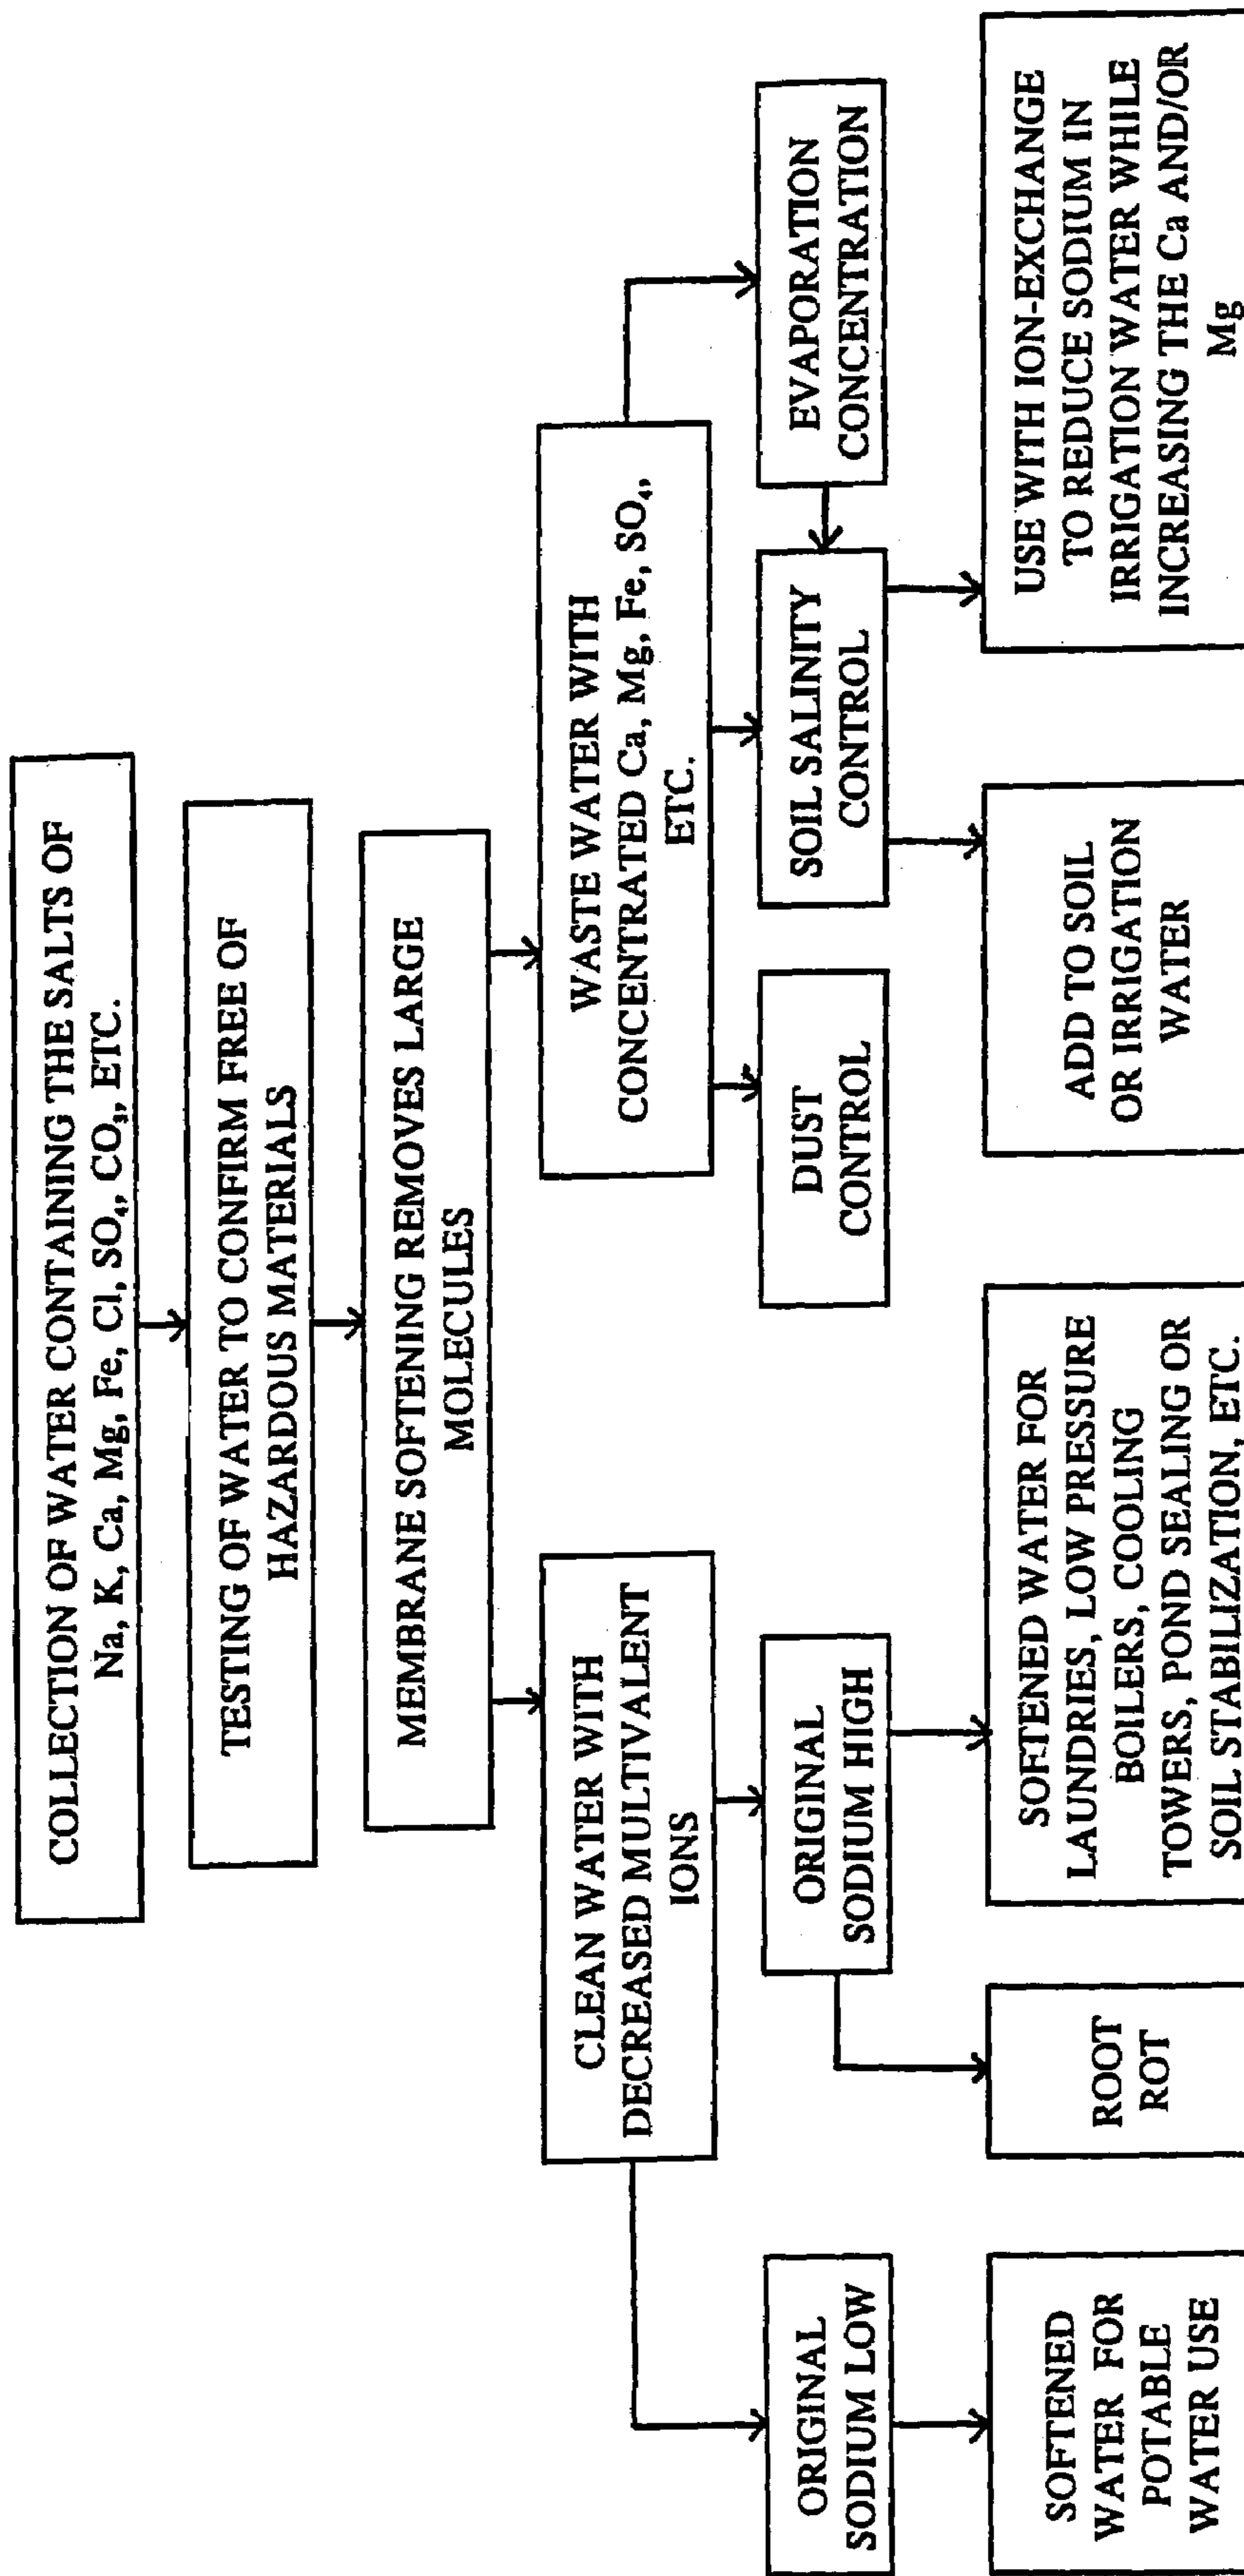 COLLECTION OF WATER CONTAINING THE SALTS OF
Na, K, Ca, Mg, Fe, Cl, SO₄, CO₃, ETC.
TESTING OF WATER TO CONFIRM FREE OF
HAZARDOUS MATERIALS
MEMBRANE SOFTENING REMOVES LARGE
MOLECULES
CLEAN WATER WITH
DECREASED MULTIVALENT
IONS
WASTE WATER WITH
CONCENTRATED Ca, Mg, Fe, SO₄,
ETC.
ORIGINAL
SODIUM LOW
ORIGINAL
SODIUM HIGH
DUST
CONTROL
SOIL SALINITY
CONTROL
EVAPORATION
CONCENTRATION
SOFTENED
WATER FOR
POTABLE
WATER USE
ROOT
ROT
SOFTENED WATER FOR
LAUNDRIES, LOW PRESSURE
BOILERS, COOLING
TOWERS, POND SEALING OR
SOIL STABILIZATION, ETC.
ADD TO SOIL
OR IRRIGATION
WATER
USE WITH ION-EXCHANGE
TO REDUCE SODIUM IN
IRRIGATION WATER WHILE
INCREASING THE Ca AND/OR
Mg